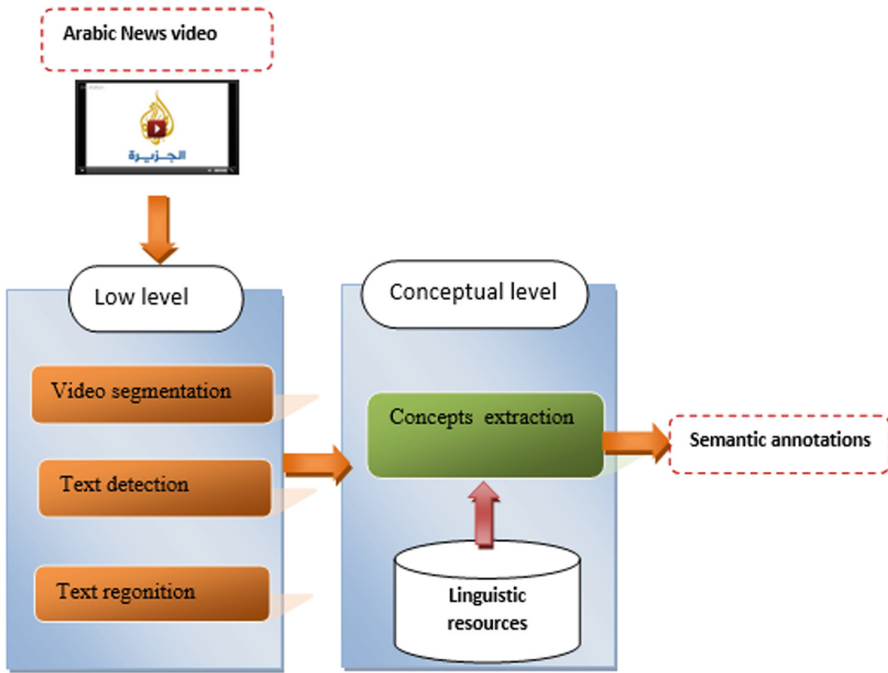 Arabic News video
الجزيرة
Low level
Video segmentation
Text detection
Text regonition
Conceptual level
Concepts extraction
Linguistic
resources
Semantic annotations